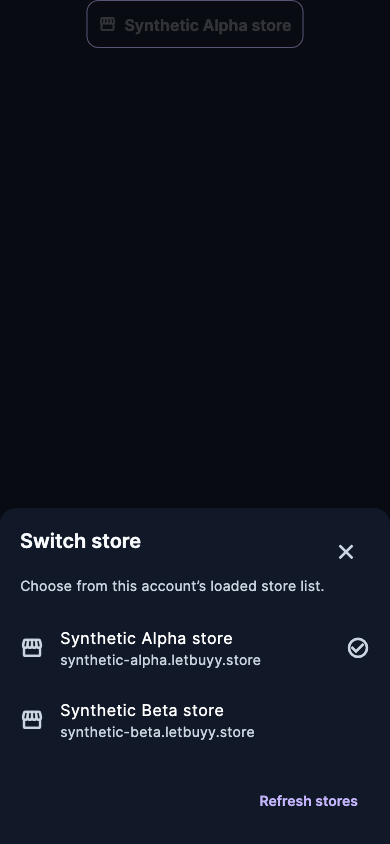 Synthetic Alpha store
Switch store
Choose from this account’s loaded store list.
Synthetic Alpha store
synthetic-alpha.letbuyy.store
Synthetic Beta store
synthetic-beta.letbuyy.store
Refresh stores